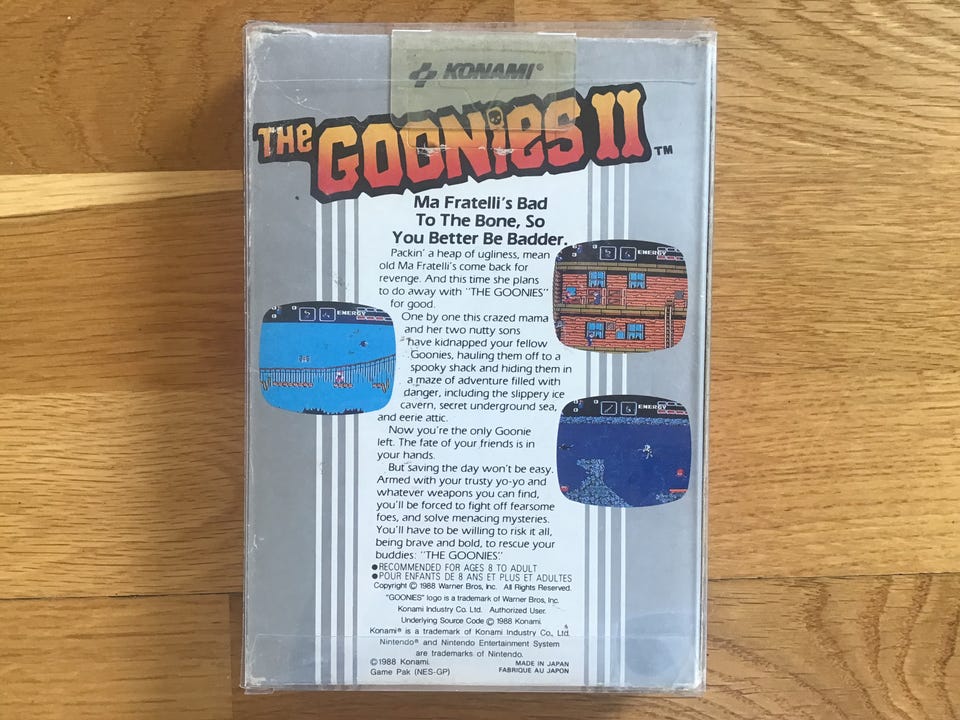 KONAMI®
THE GOONIES II ™
Ma Fratelli's Bad
To The Bone, So
You Better Be Badder.
Packin' a heap of ugliness, mean
old Ma Fratelli's come back for
revenge. And this time she plans
to do away with "THE GOONIES"
for good.
One by one this crazed mama
and her two nutty sons
have kidnapped your fellow
Goonies, hauling them off to a
spooky shack and hiding them in
a maze of adventure filled with
danger, including the slippery ice
cavern, secret underground sea,
and eerie attic.
Now you're the only Goonie
left. The fate of your friends is in
your hands.
But saving the day won't be easy.
Armed with your trusty yo-yo and
whatever weapons you can find,
you'll be forced to fight off fearsome
foes, and solve menacing mysteries.
You'll have to be willing to risk it all,
being brave and bold, to rescue your
buddies: "THE GOONIES."
●RECOMMENDED FOR AGES 8 TO ADULT
●POUR ENFANTS DE 8 ANS ET PLUS ET ADULTES
Copyright © 1988 Warner Bros, Inc. All Rights Reserved.
"GOONIES" logo is a trademark of Warner Bros, Inc.
Konami Industry Co. Ltd. Authorized User.
Underlying Source Code © 1988 Konami.
Konami® is a trademark of Konami Industry Co., Ltd.
Nintendo® and Nintendo Entertainment System
are trademarks of Nintendo.
©1988 Konami.
Game Pak (NES-GP)
MADE IN JAPAN
FABRIQUE AU JAPON
ENERGY
ENERGY
ENERGY